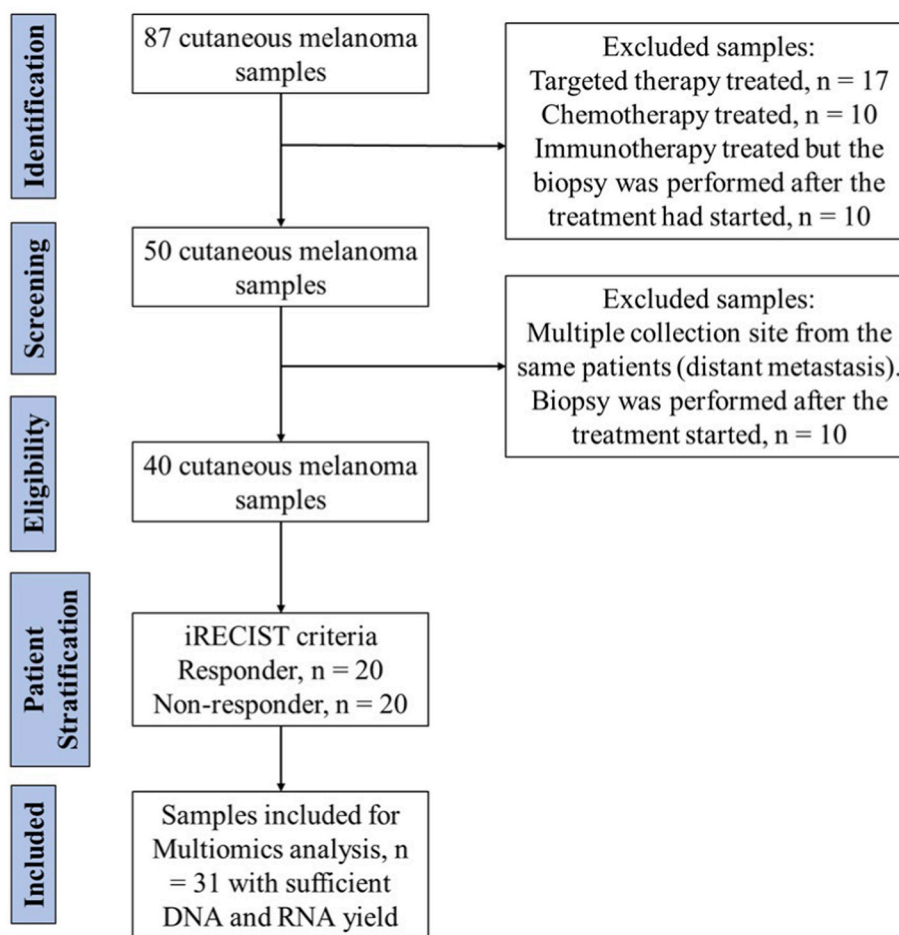 Identification
87 cutaneous melanoma
samples
Excluded samples:
Targeted therapy treated, n = 17
Chemotherapy treated, n = 10
Immunotherapy treated but the
biopsy was performed after the
treatment had started, n = 10
Screening
50 cutaneous melanoma
samples
Excluded samples:
Multiple collection site from the
same patients (distant metastasis).
Biopsy was performed after the
treatment started, n = 10
Eligibility
40 cutaneous melanoma
samples
Patient
Stratification
iRECIST criteria
Responder, n = 20
Non-responder, n = 20
Included
Samples included for
Multiomics analysis, n
= 31 with sufficient
DNA and RNA yield